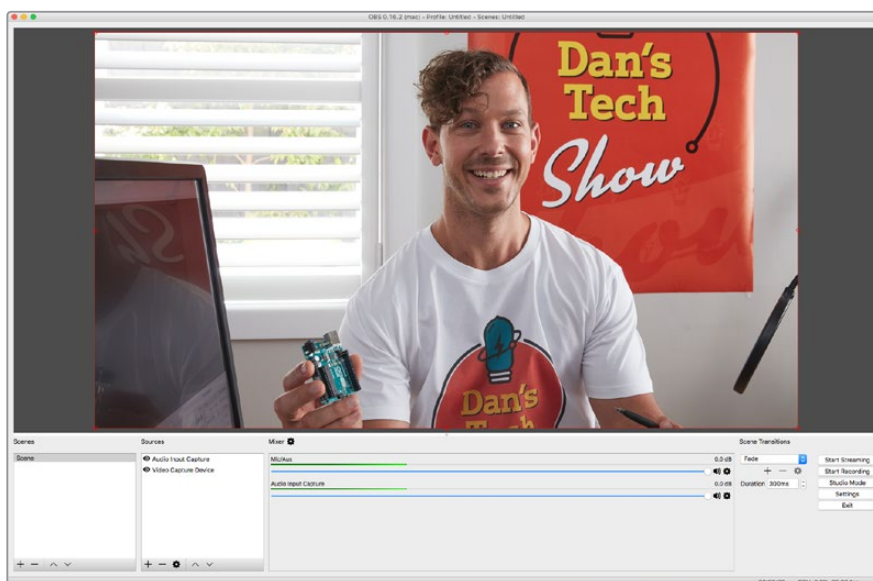 OBS 0.16.2 (mac) - Profile: Untitled - Scenes: Untitled
Dan's
Tech
Show
Dan's
Scenes
Sources
Mixer
Scene Transitions
Scene
Audio Input Capture
Video Capture Device
Mic/Aux
0.0 dB
Audio Input Capture
0.0 dB
Fade
Duration 300ms
Start Streaming
Start Recording
Studio Mode
Settings
Exit